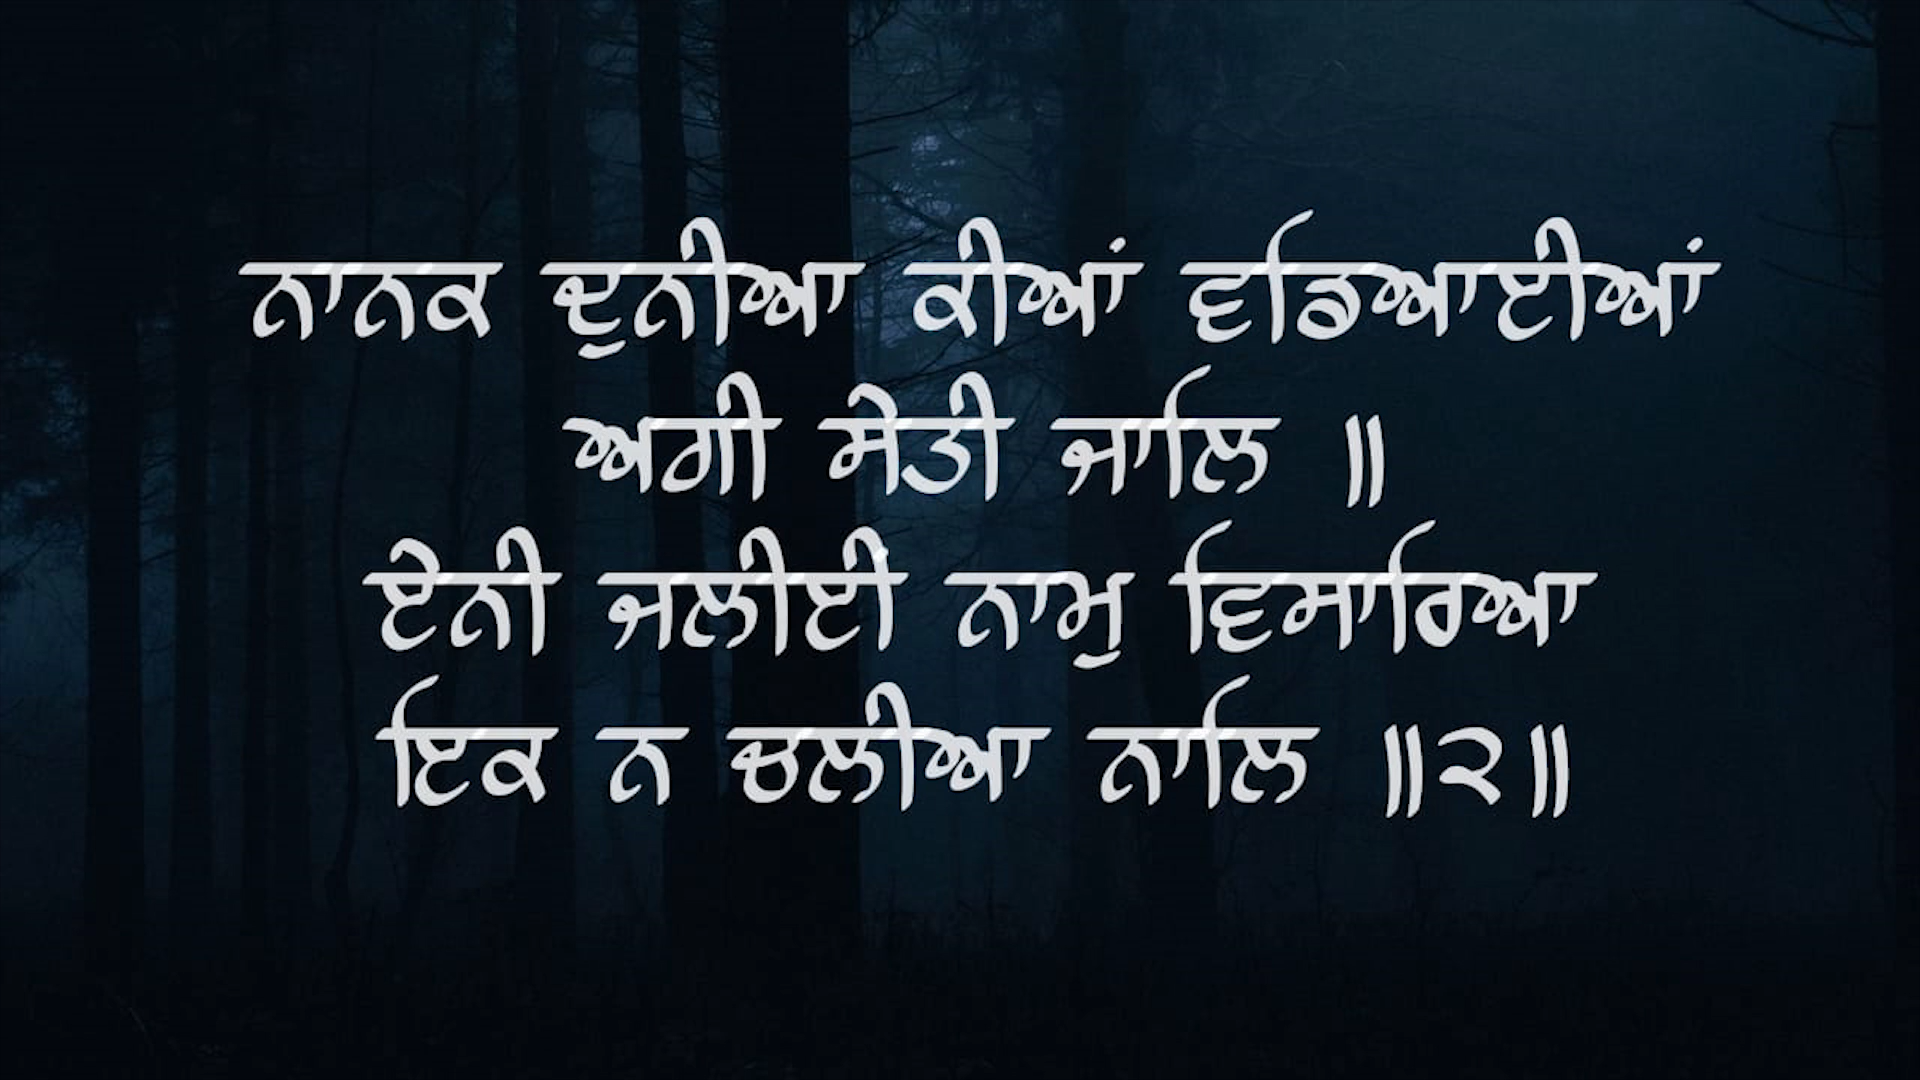 ਨਾਨਕ ਦੁਨੀਆ ਕੀਆਂ ਵਡਿਆਈਆਂ
ਅਗੀ ਸੇਤੀ ਜਾਲਿ ॥
ਏਨੀ ਜਲੀਈਂ ਨਾਮੁ ਵਿਸਾਰਿਆ
ਇਕ ਨ ਚਲੀਆ ਨਾਲਿ ॥੨॥